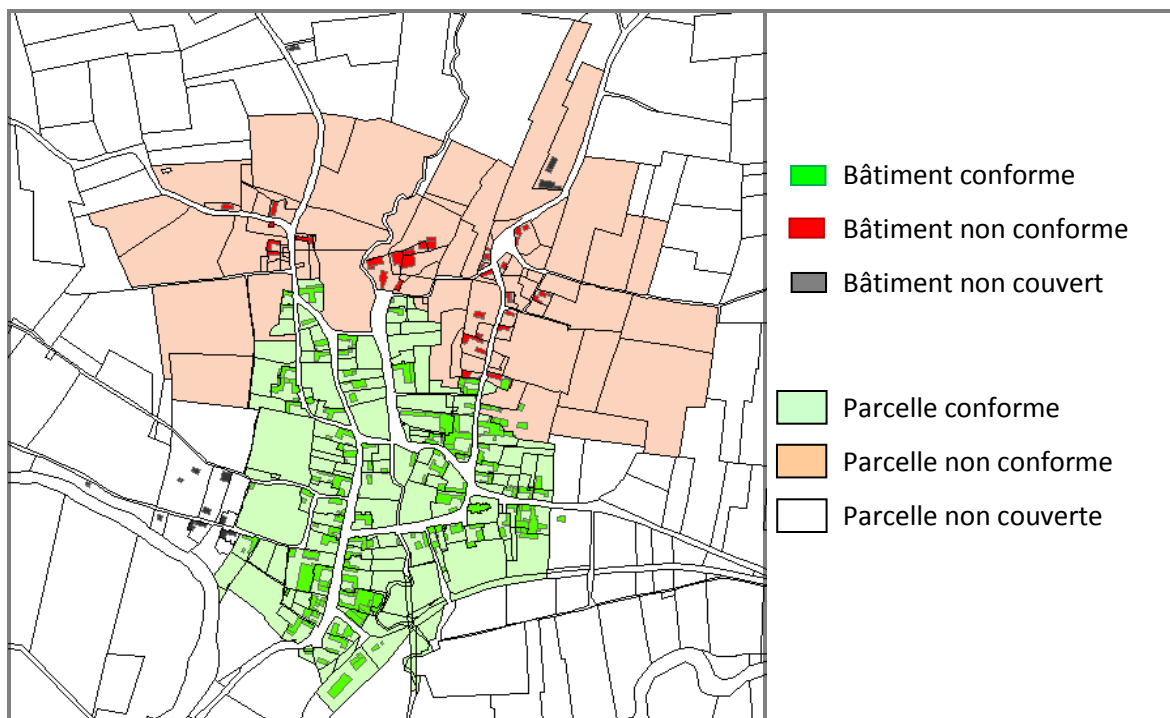 Bâtiment conforme
Bâtiment non conforme
Bâtiment non couvert
Parcelle conforme
Parcelle non conforme
Parcelle non couverte